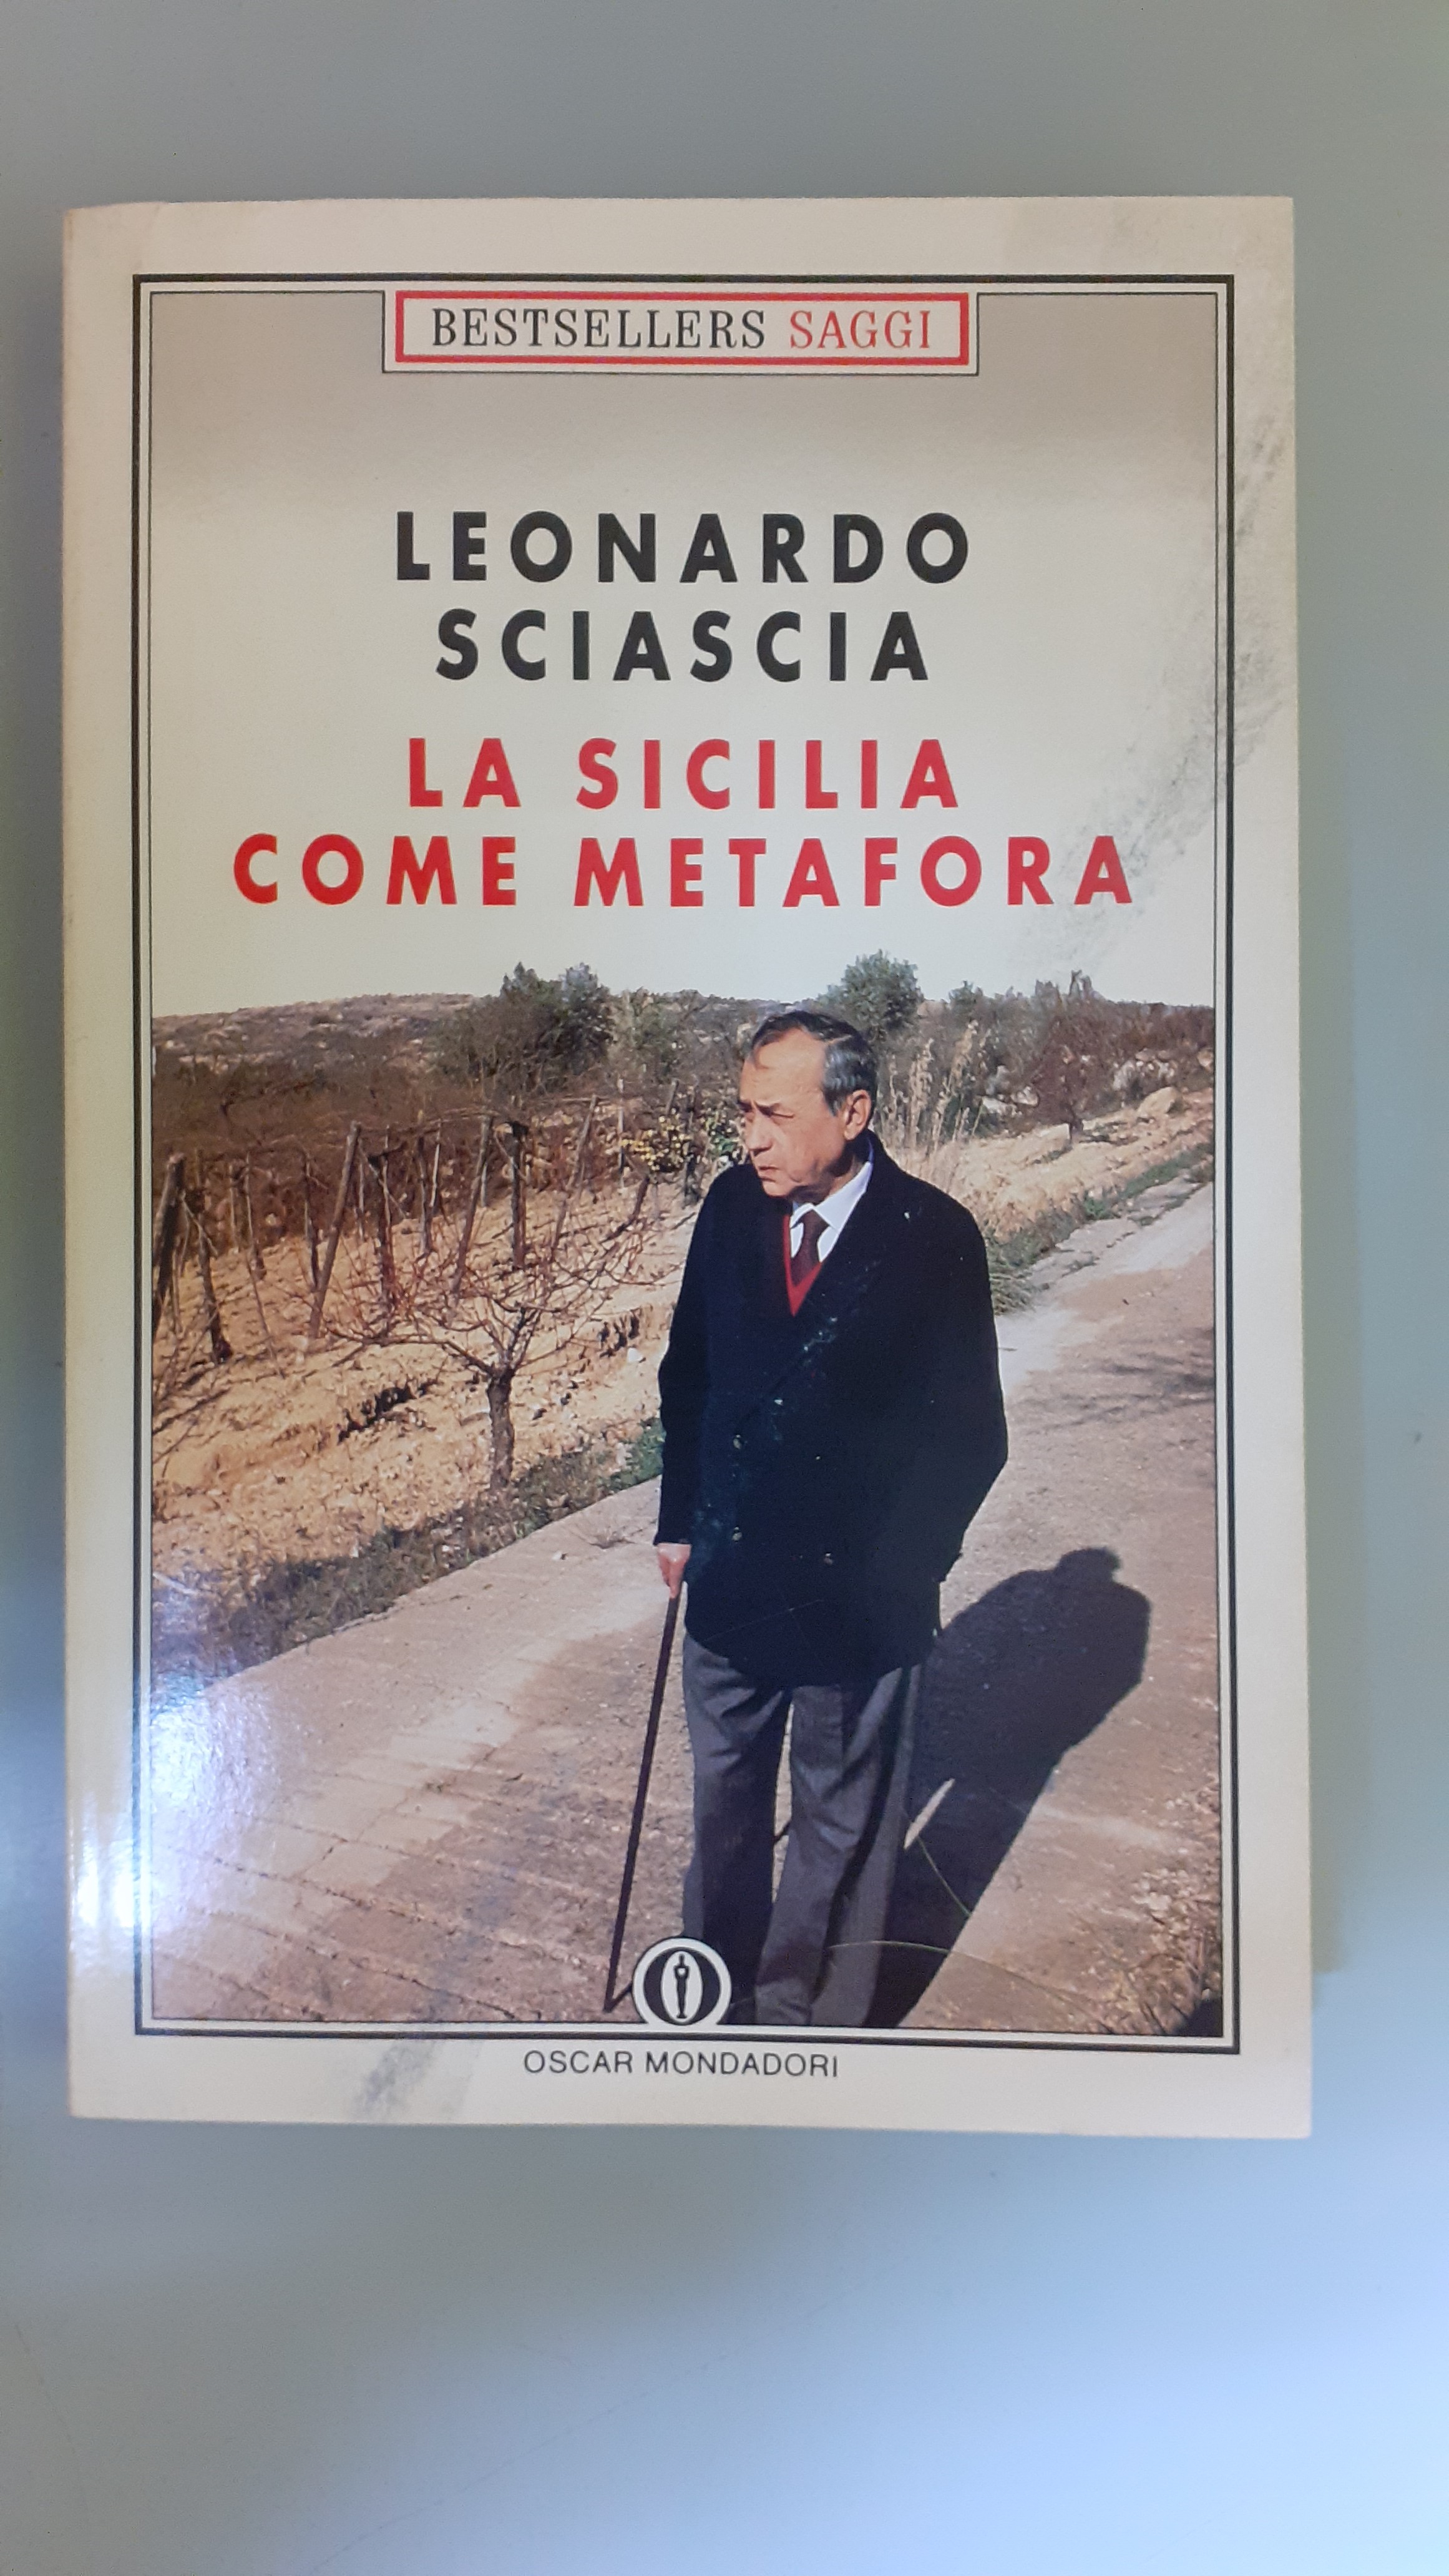 BESTSELLERS SAGGI
LEONARDO
SCIASCIA
LA SICILIA
COME METAFORA
OSCAR MONDADORI